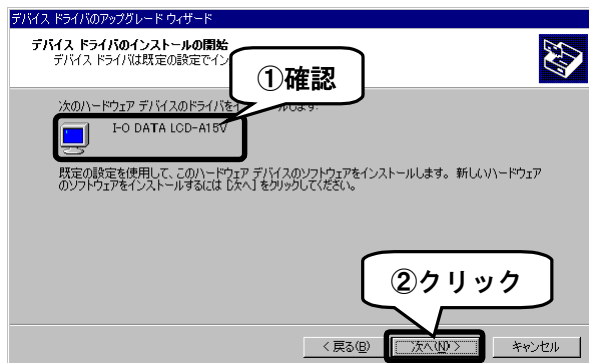 デバイス ドライバのアップグレード ウィザード
デバイス ドライバのインストールの開始
デバイス ドライバは既定の設定でイン
①確認
次のハードウェア デバイスのドライバをイ　　　ールします:
I-O DATA LCD-A15V
既定の設定を使用して、このハードウェア デバイスのソフトウェアをインストールします。 新しいハードウェア
のソフトウェアをインストールするには [次へ] をクリックしてください。
②クリック
< 戻る(B)
次へ(N) >
キャンセル